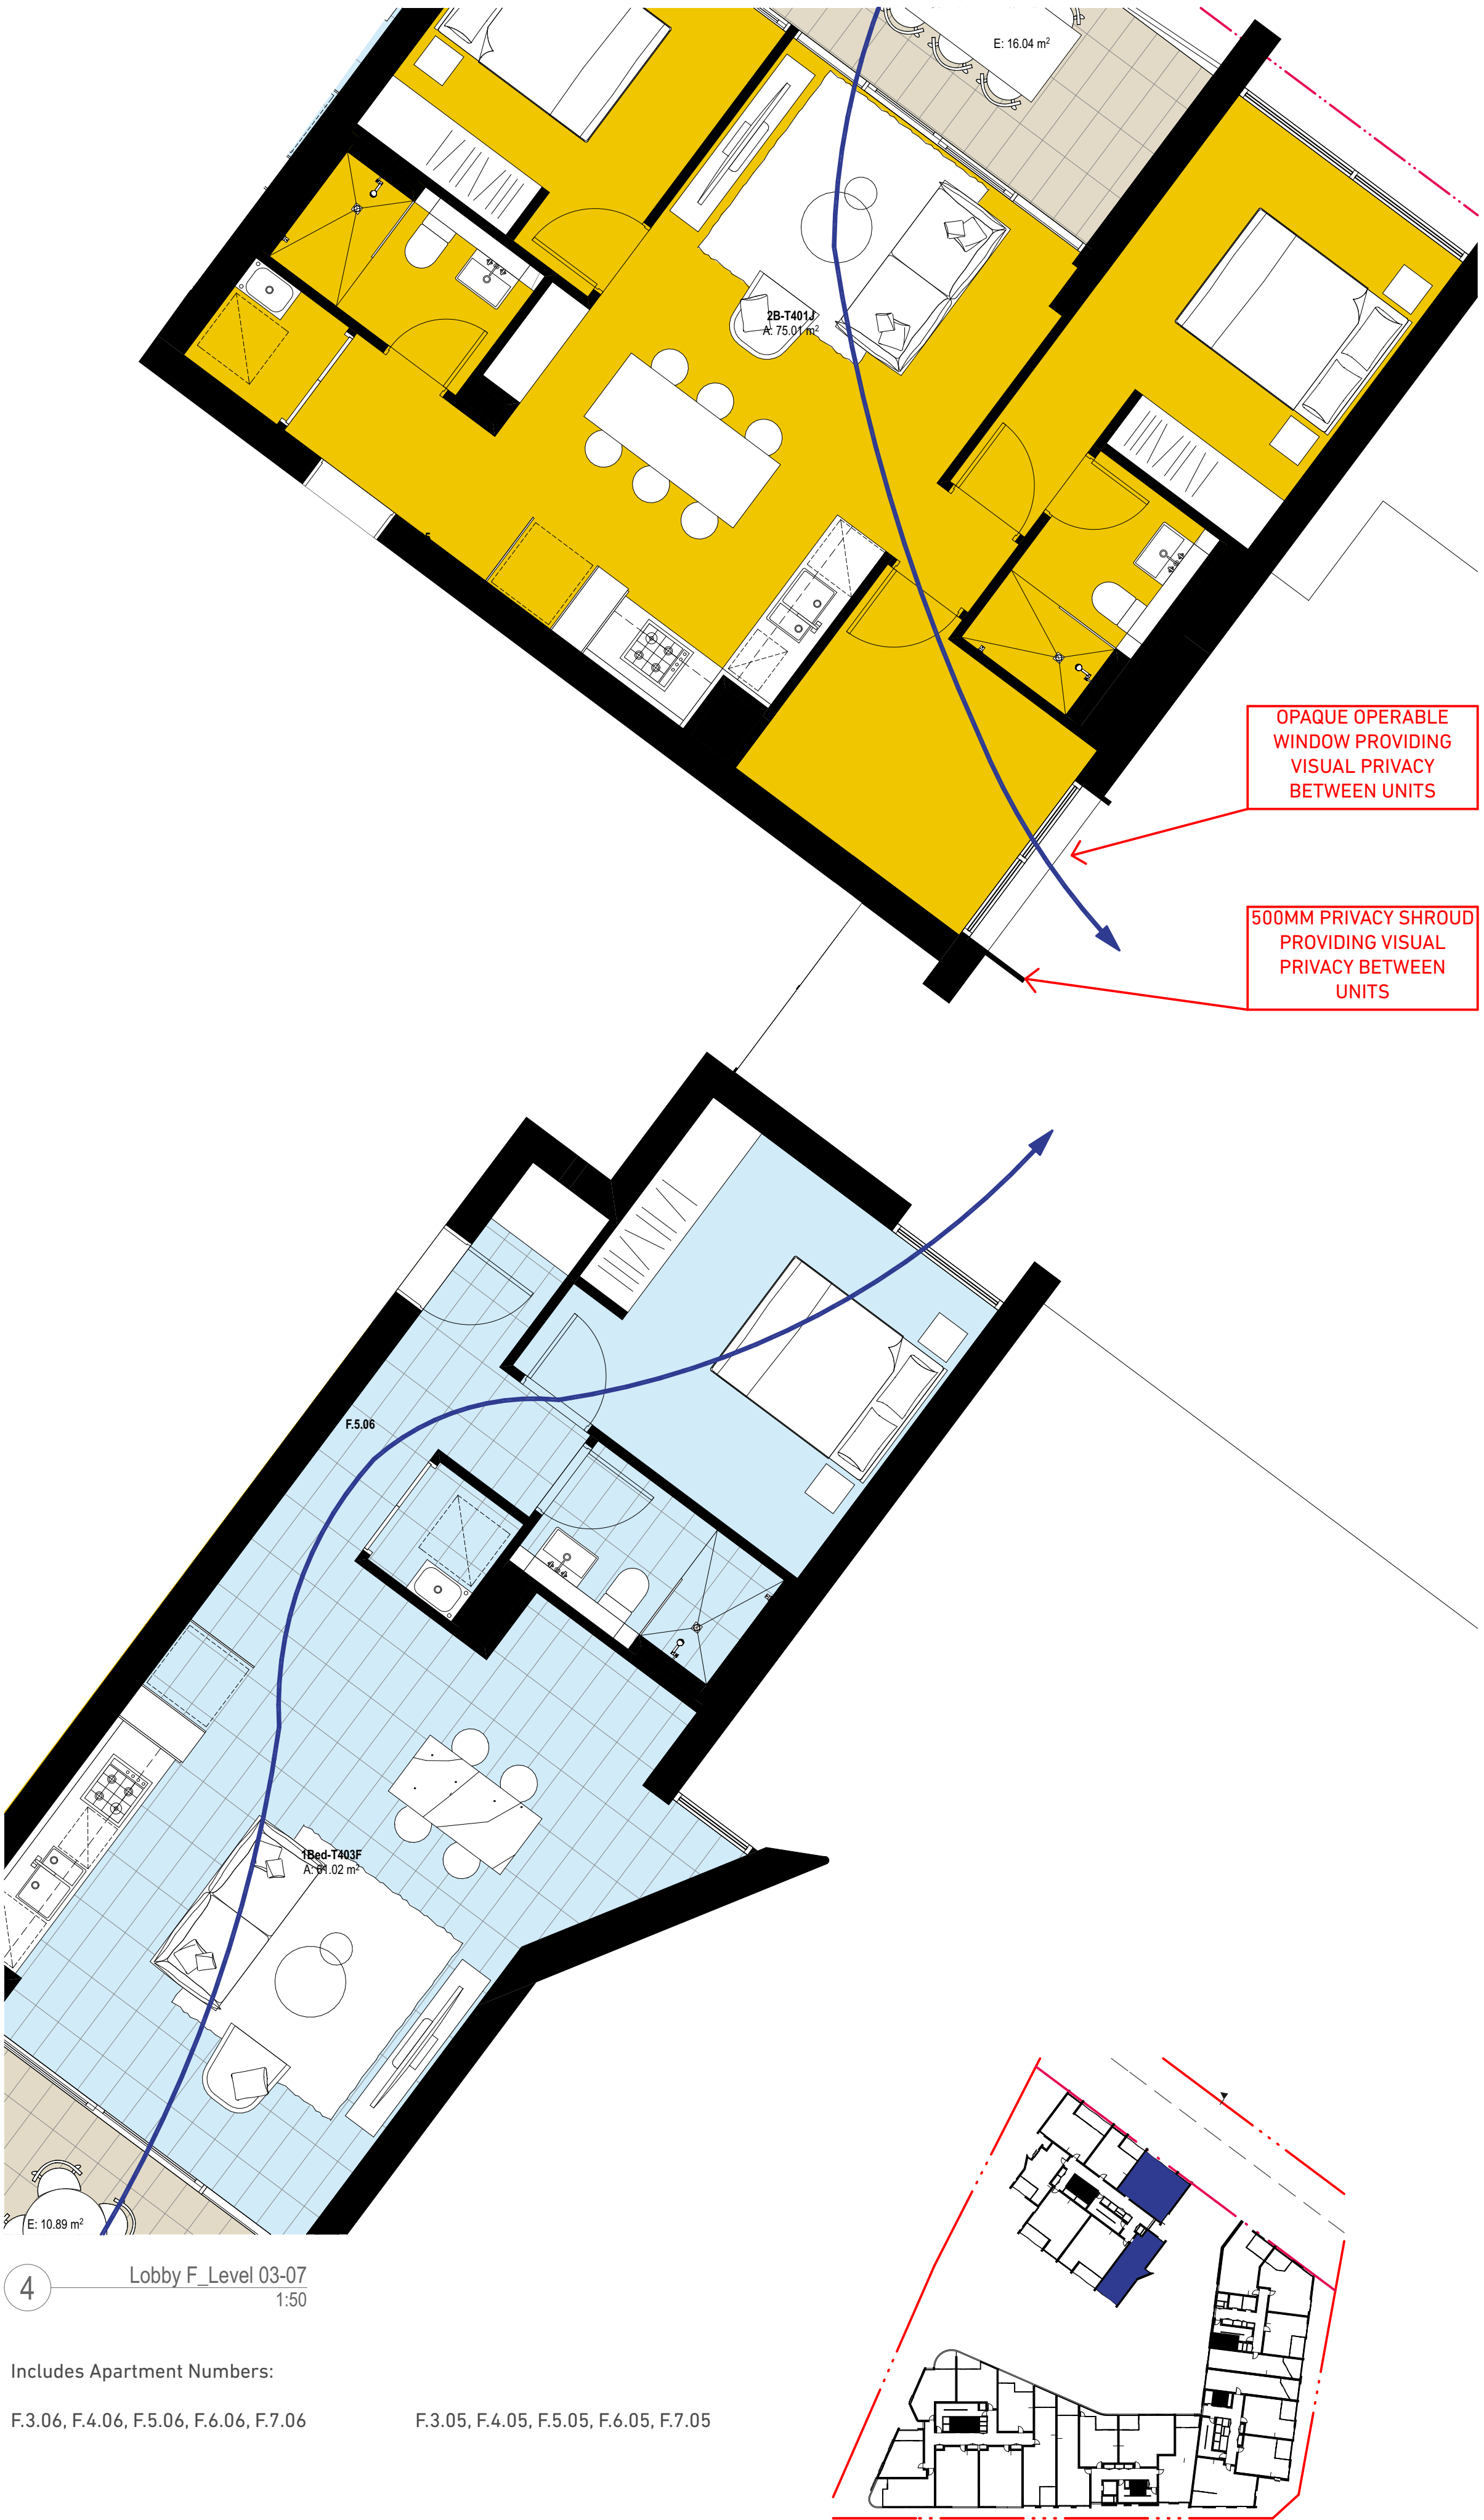 E: 16.04 m²
2B-T401J
A: 75.01 m²
OPAQUE OPERABLE
WINDOW PROVIDING
VISUAL PRIVACY
BETWEEN UNITS
500MM PRIVACY SHROUD
PROVIDING VISUAL
PRIVACY BETWEEN
UNITS
F.5.06
1Bed-T403F
A: 61.02 m²
E: 10.89 m²
4
Lobby F_Level 03-07
1:50
Includes Apartment Numbers:
F.3.06, F.4.06, F.5.06, F.6.06, F.7.06
F.3.05, F.4.05, F.5.05, F.6.05, F.7.05